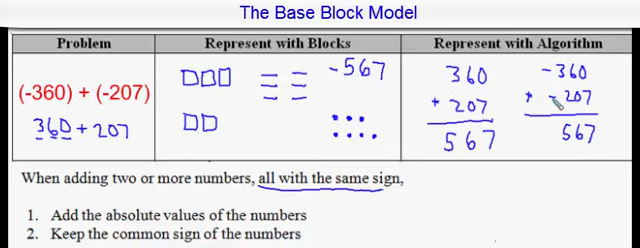 The Base Block Model
Problem
Represent with Blocks
Represent with Algorithm
(-360) + (-207)
360 + 207
-567
360
+ 207
567
-360
+ -207
567
When adding two or more numbers, all with the same sign,
1. Add the absolute values of the numbers
2. Keep the common sign of the numbers